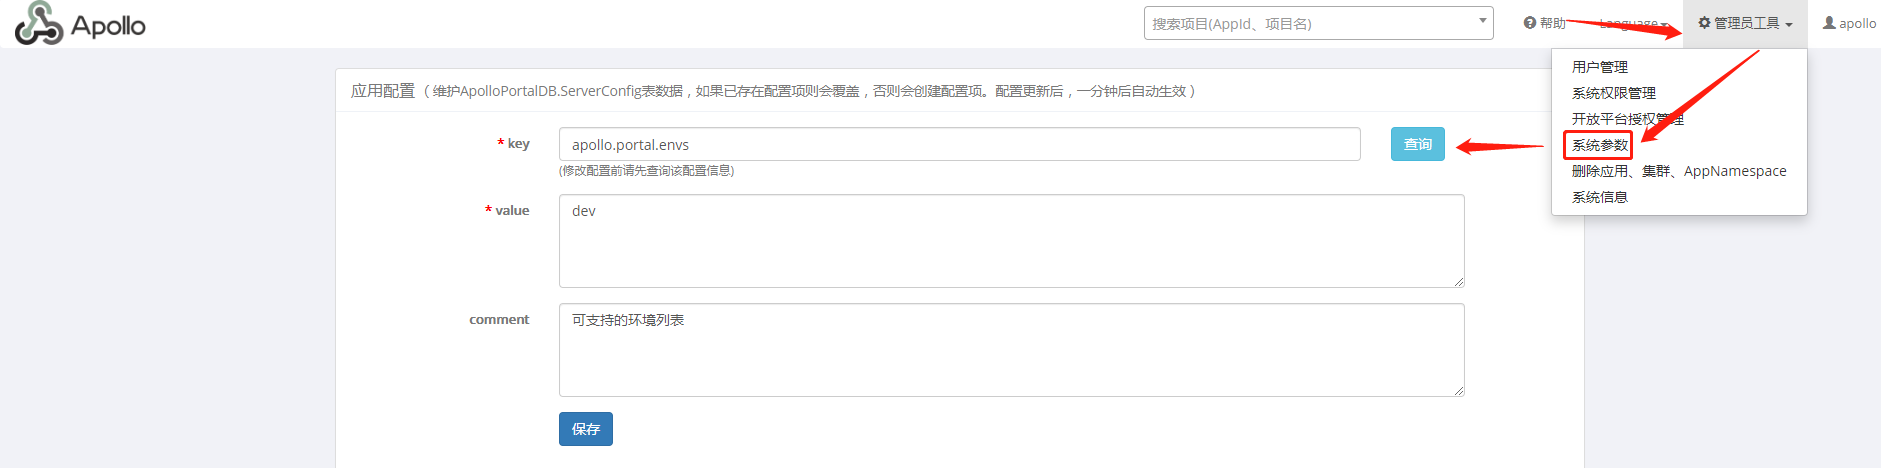 Apollo
搜索项目(AppId、项目名)
帮助
Language
管理员工具
apollo
用户管理
系统权限管理
开放平台授权管理
系统参数
删除应用、集群、AppNamespace
系统信息
应用配置 ( 维护ApolloPortalDB.ServerConfig表数据，如果已存在配置项则会覆盖，否则会创建配置项。配置更新后，一分钟后自动生效 )
* key
apollo.portal.envs
查询
(修改配置前请先查询该配置信息)
* value
dev
comment
可支持的环境列表
保存